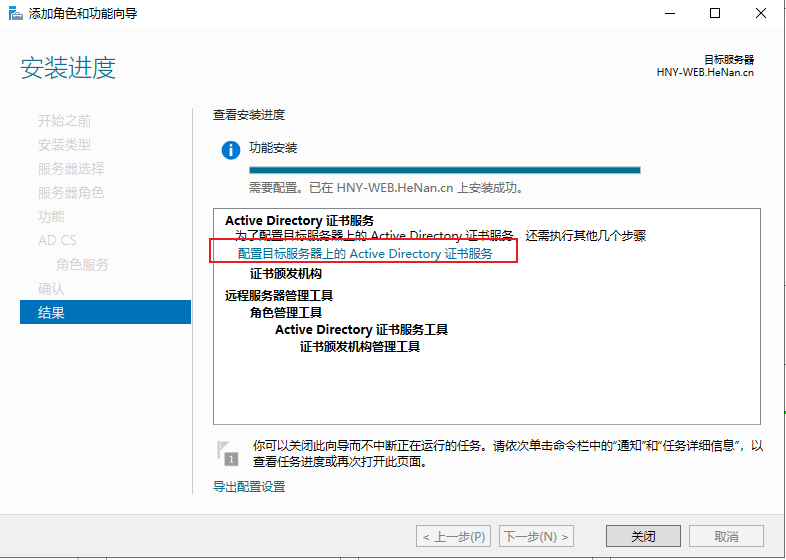 添加角色和功能向导
安装进度
目标服务器
HNY-WEB.HeNan.cn
开始之前
安装类型
服务器选择
服务器角色
功能
AD CS
角色服务
确认
结果
查看安装进度
功能安装
需要配置。已在 HNY-WEB.HeNan.cn 上安装成功。
Active Directory 证书服务
为了配置目标服务器上的 Active Directory 证书服务，还需执行其他几个步骤
配置目标服务器上的 Active Directory 证书服务
证书颁发机构
远程服务器管理工具
角色管理工具
Active Directory 证书服务工具
证书颁发机构管理工具
1
你可以关闭此向导而不中断正在运行的任务。请依次单击命令栏中的“通知”和“任务详细信息”，以
查看任务进度或再次打开此页面。
导出配置设置
< 上一步(P)
下一步(N) >
关闭
取消